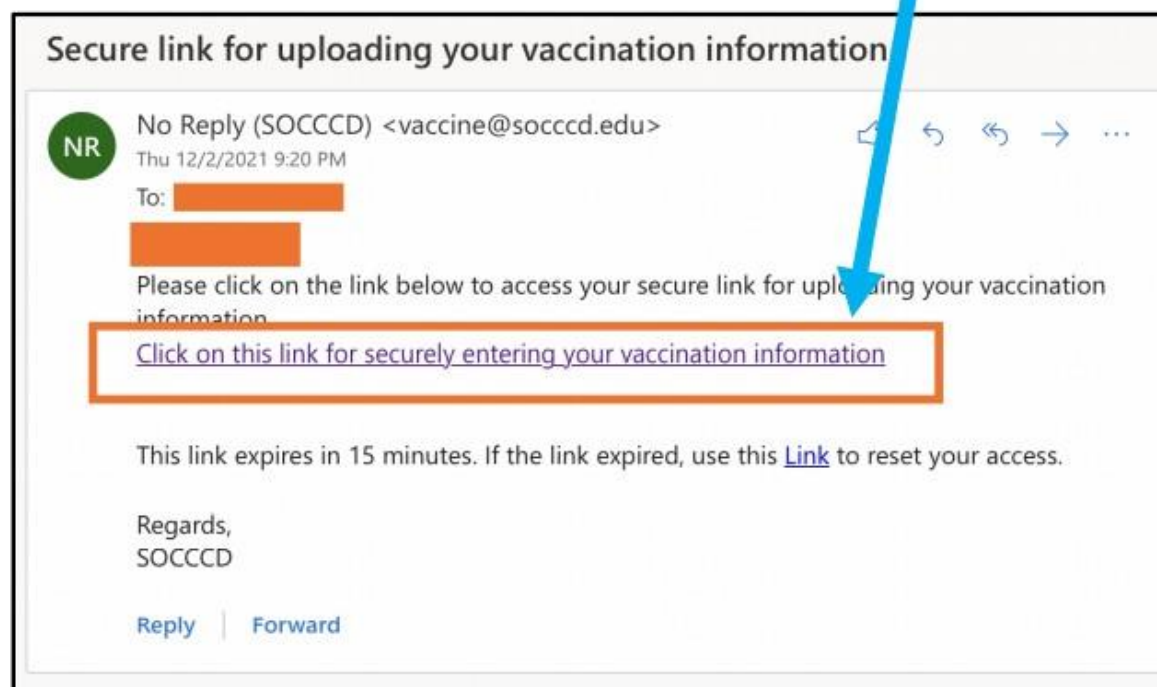 Secure link for uploading your vaccination information
NR
No Reply (SOCCCD) <vaccine@socccd.edu>
Thu 12/2/2021 9:20 PM
To:
Please click on the link below to access your secure link for uploading your vaccination
information
Click on this link for securely entering your vaccination information
This link expires in 15 minutes. If the link expired, use this Link to reset your access.
Regards,
SOCCCD
Reply | Forward